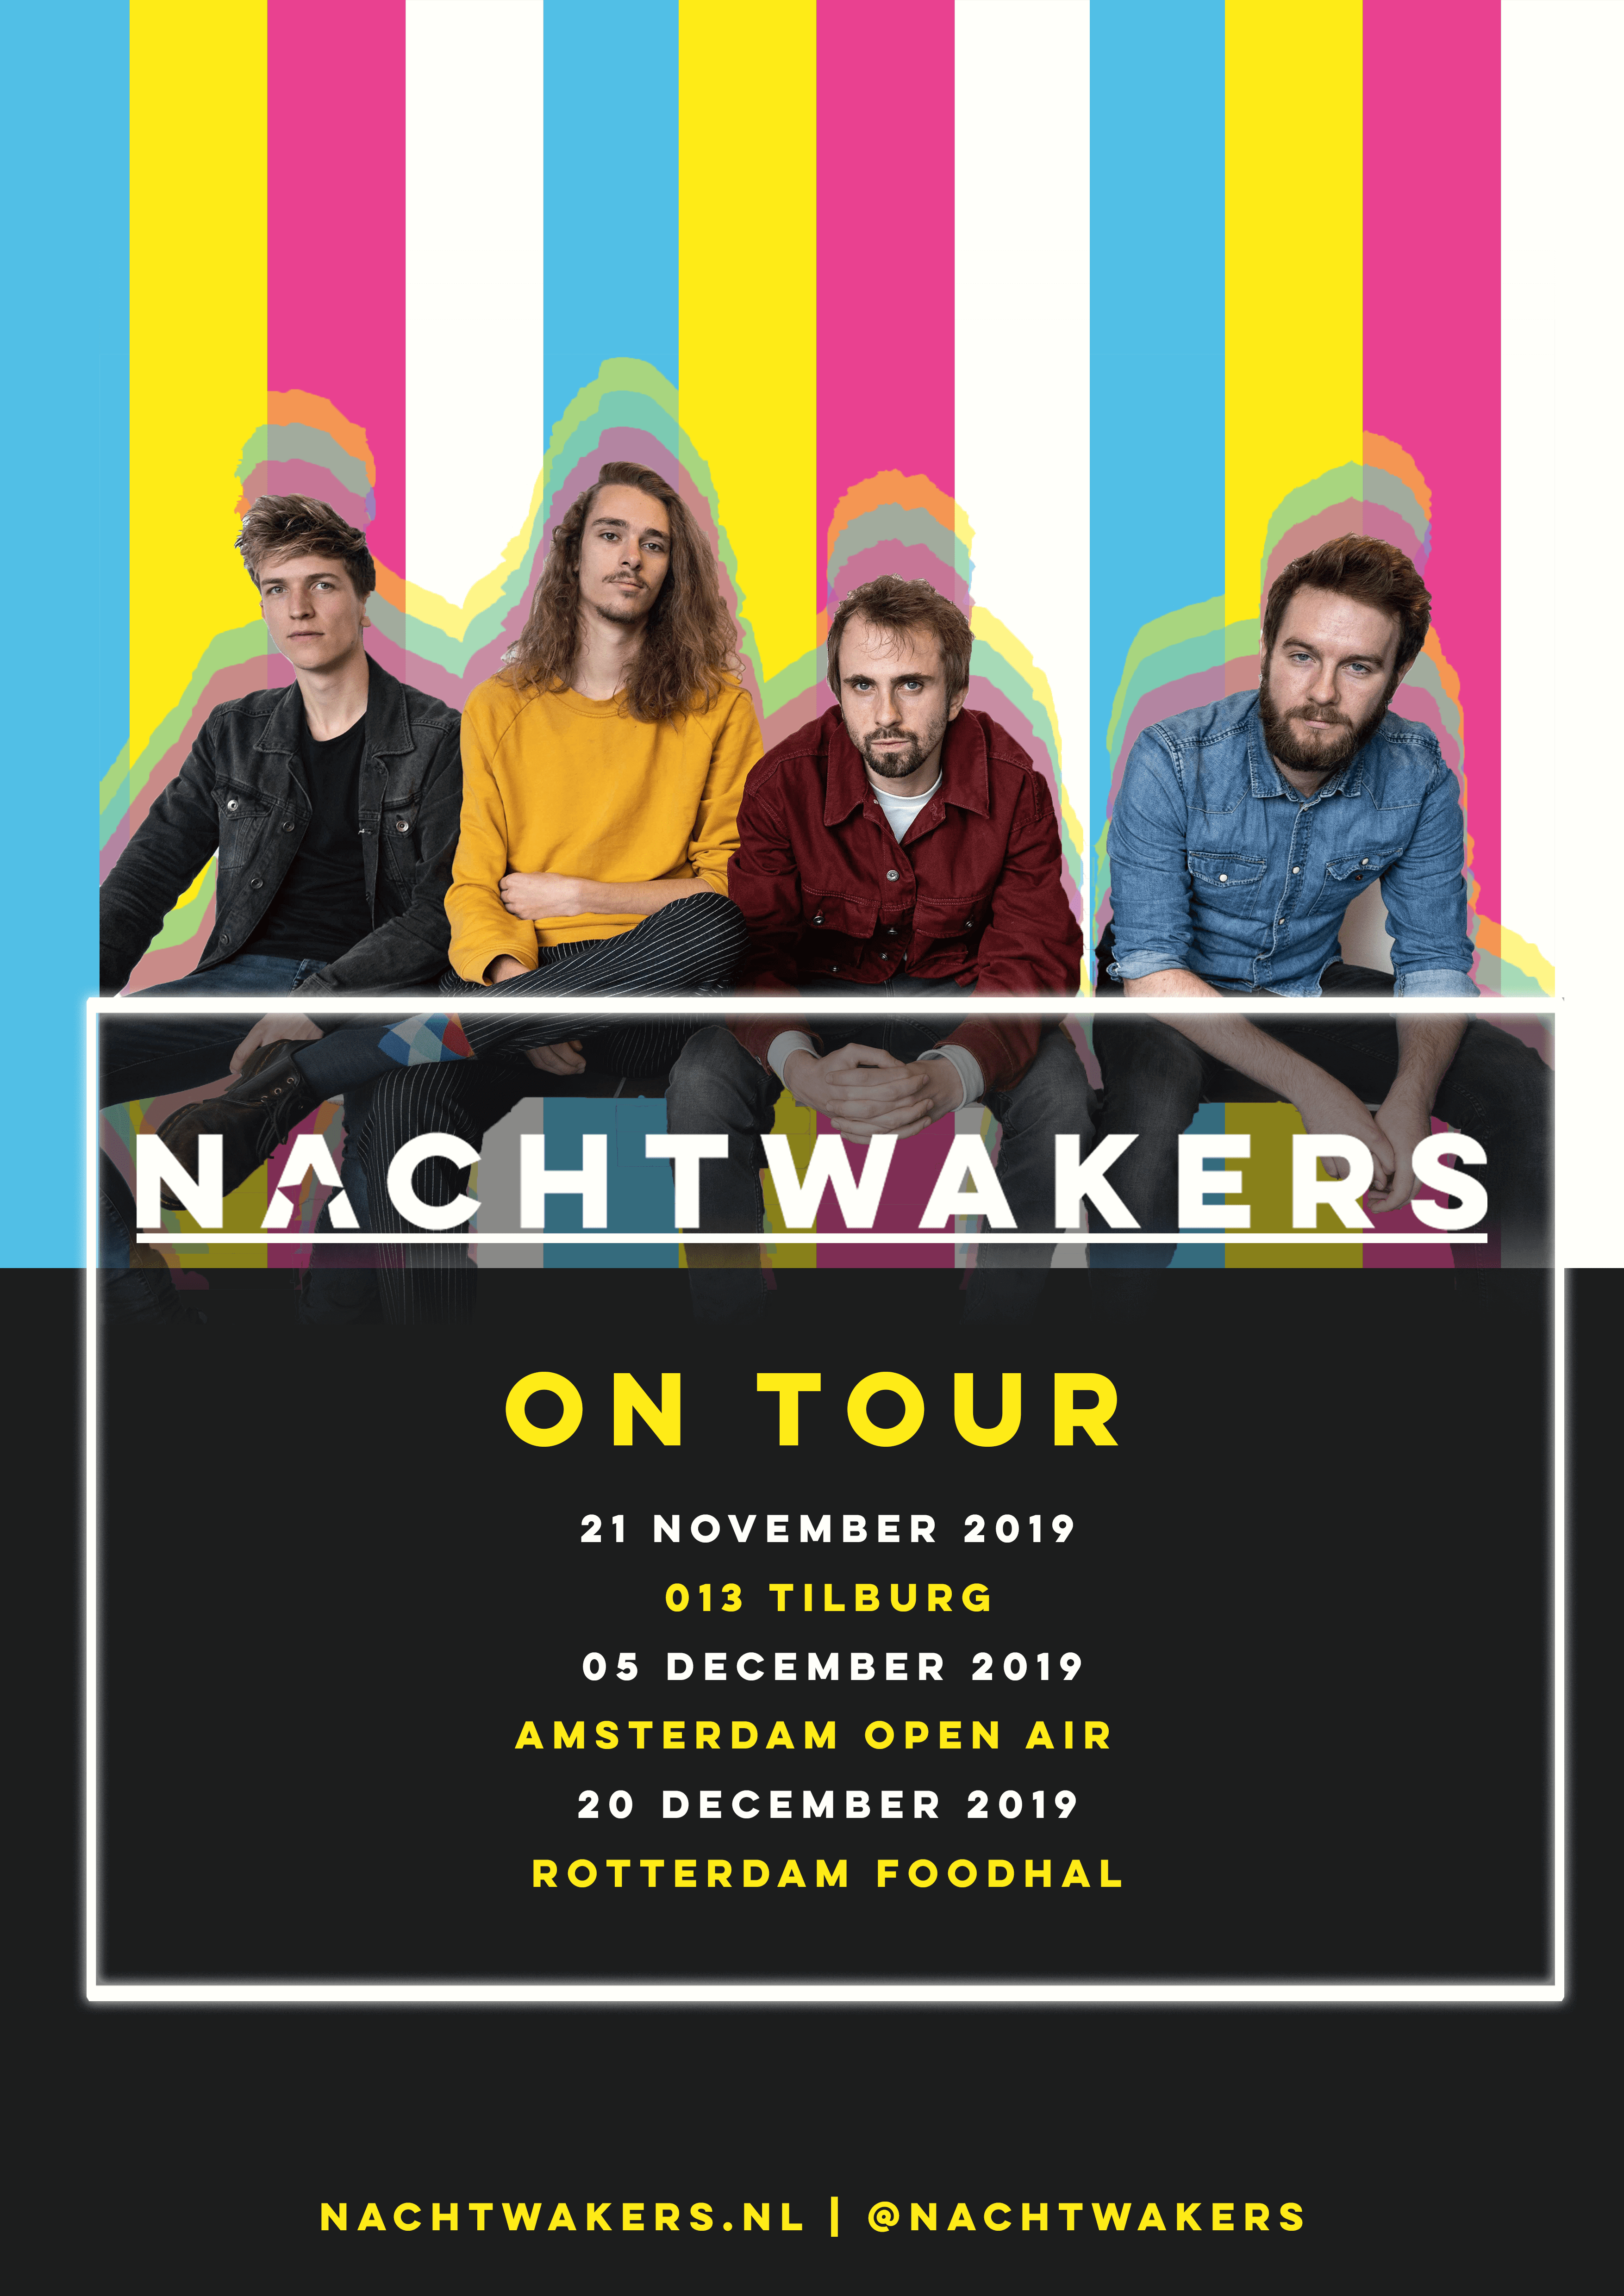 NACHTWAKERS
ON TOUR
21 NOVEMBER 2019
013 TILBURG
05 DECEMBER 2019
AMSTERDAM OPEN AIR
20 DECEMBER 2019
ROTTERDAM FOODHAL
NACHTWAKERS.NL | @NACHTWAKERS